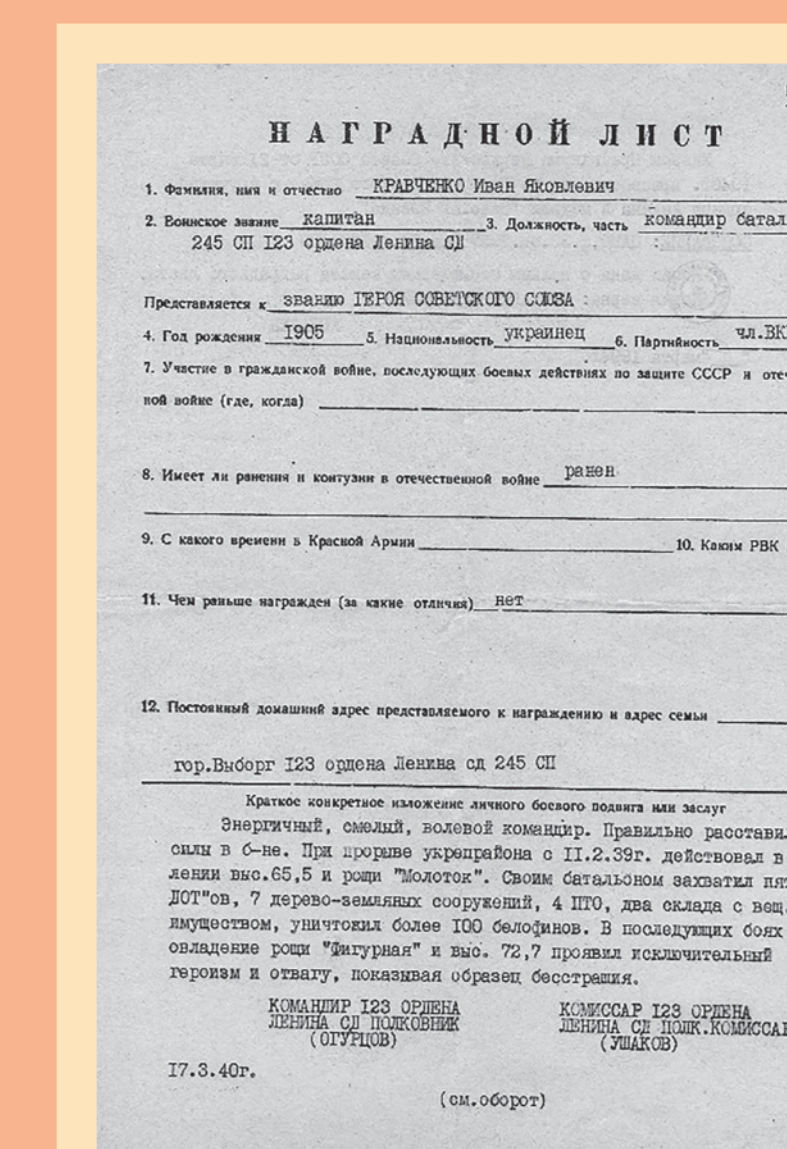 НАГРАДНОЙ ЛИСТ
1. Фамилия, имя и отчество КРАВЧЕНКО Иван Яковлевич
2. Воинское звание капитан 3. Должность, часть командир батал
245 СП I23 ордена Ленина СД
Представляется к званию ГЕРОЯ СОВЕТСКОГО СОЮЗА
4. Год рождения I905 5. Национальность украинец 6. Партийность чл.ВК
7. Участие в гражданской войне, последующих боевых действиях по защите СССР и оте
ной войне (где, когда)
8. Имеет ли ранения и контузии в отечественной войне ранен
9. С какого времени в Красной Армии 10. Каким РВК
11. Чем раньше награжден (за какие отличия) нет
12. Постоянный домашний адрес представляемого к награждению и адрес семьи
гор.Выборг I23 ордена Ленина сд 245 СП
Краткое конкретное изложение личного боевого подвига или заслуг
Энергичный, смелый, волевой командир. Правильно расставил
силы в б-не. При прорыве укрепрайона с II.2.39г. действовал в
лении выс.65,5 и рощи "Молоток". Своим батальоном захватил пят
ДОТ"ов, 7 дерево-земляных сооружений, 4 ПТО, два склада с вещ.
имуществом, уничтожил более I00 белофинов. В последующих боях
овладение рощи "Фигурная" и выс. 72,7 проявил исключительный
героизм и отвагу, показывая образец бесстрашия.
КОМАНДИР I23 ОРДЕНА КОМИССАР I23 ОРДЕНА
ЛЕНИНА СД ПОЛКОВНИК ЛЕНИНА СД ПОЛК.КОМИССАР
(ОГУРЦОВ) (УШАКОВ)
I7.3.40г.
(см.оборот)